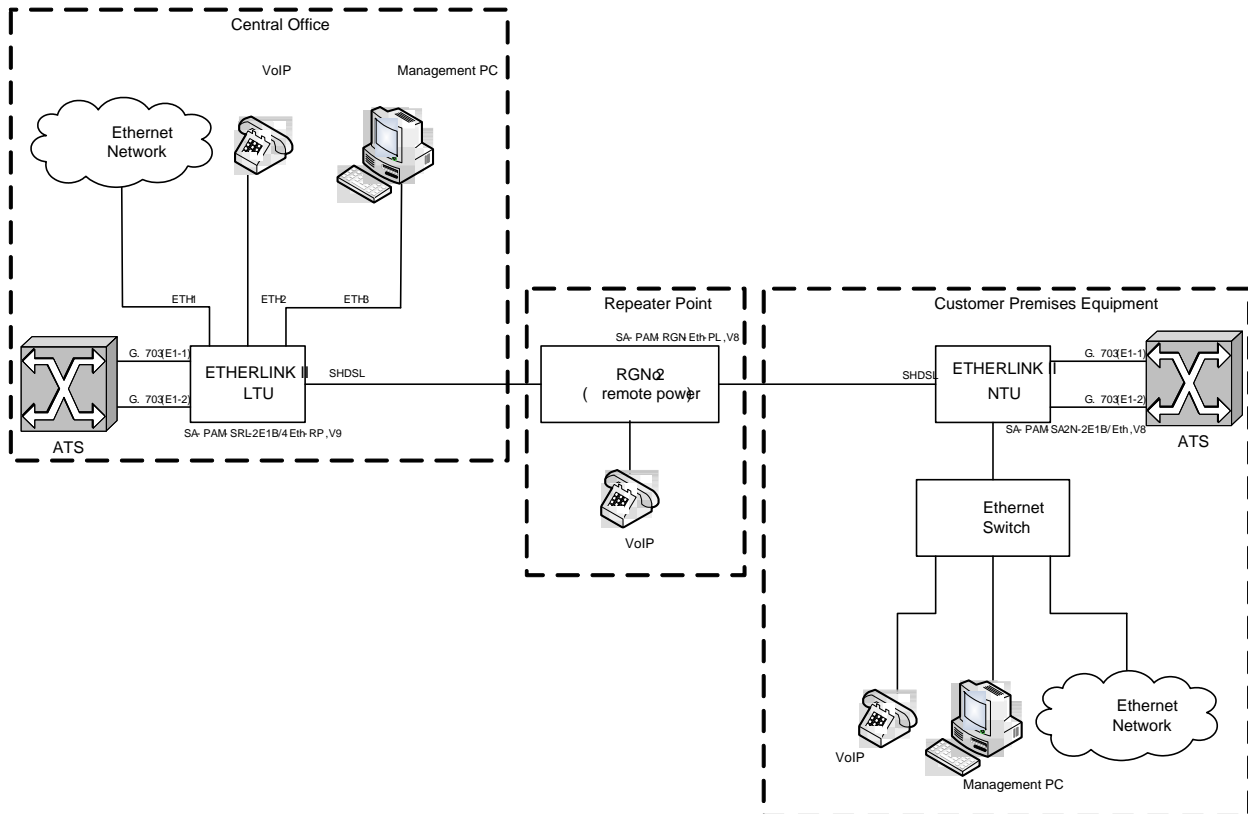 Central Office
VoIP
Management PC
Ethernet
Network
ETH1
ETH2
ETH3
G. 703(E1-1)
G. 703(E1-2)
ATS
ETHERLINK II
LTU
SHDSL
SA- PAM-SRL-2E1B/4Eth-RP,V9
Repeater Point
SA- PAM-RGN-Eth-PL,V8
RGN 2
( remote power)
VoIP
Customer Premises Equipment
SHDSL
ETHERLINK II
NTU
G. 703(E1-1)
G. 703(E1-2)
ATS
SA- PAM-SA2N-2E1B/Eth,V8
Ethernet
Switch
VoIP
Management PC
Ethernet
Network